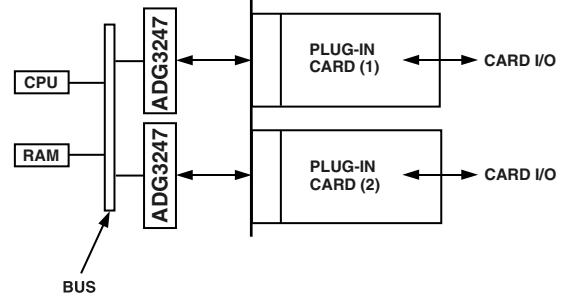 CPU
RAM
BUS
ADG3247
ADG3247
PLUG-IN
CARD (1)
CARD I/O
PLUG-IN
CARD (2)
CARD I/O